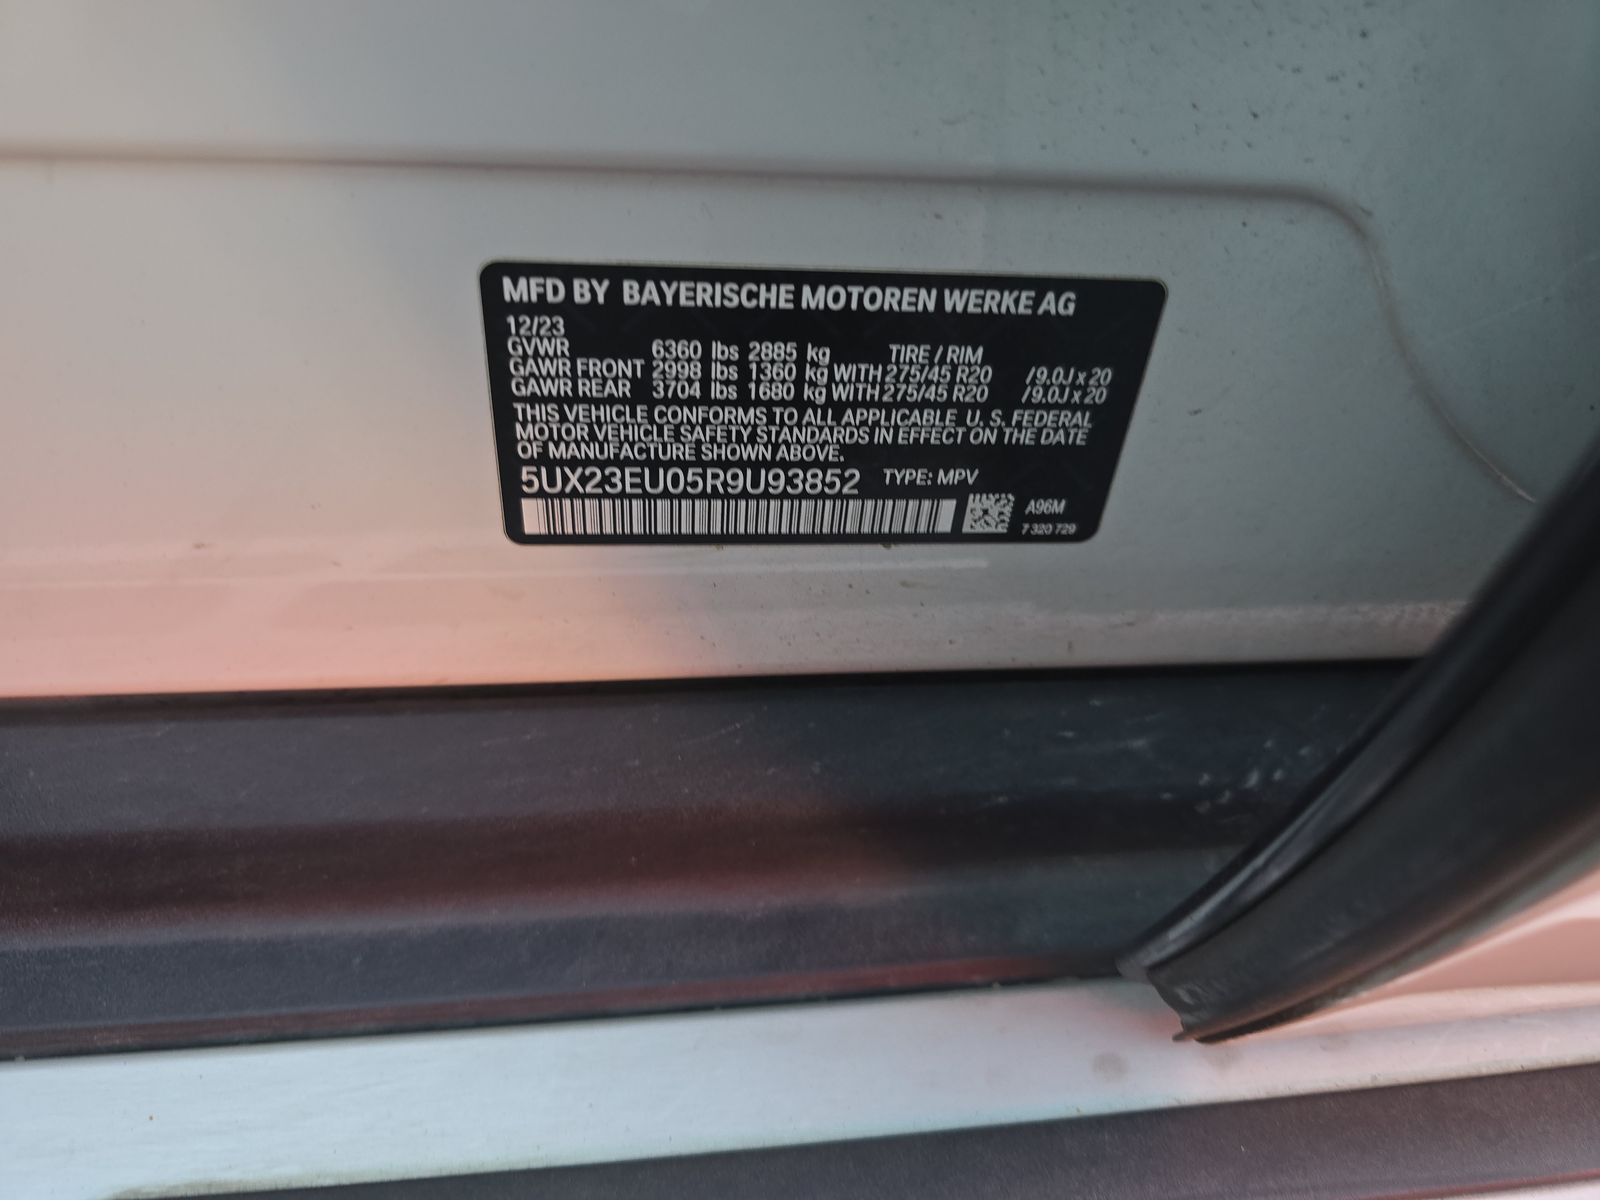 MFD BY BAYERISCHE MOTOREN WERKE AG
12/23
GVWR 6360 lbs 2885 kg TIRE / RIM
GAWR FRONT 2998 lbs 1360 kg WITH 275/45 R20 /9.0J x 20
GAWR REAR 3704 lbs 1680 kg WITH 275/45 R20 /9.0J x 20
THIS VEHICLE CONFORMS TO ALL APPLICABLE U.S. FEDERAL
MOTOR VEHICLE SAFETY STANDARDS IN EFFECT ON THE DATE
OF MANUFACTURE SHOWN ABOVE.
5UX23EU05R9U93852 TYPE: MPV
A96M
7 320 729